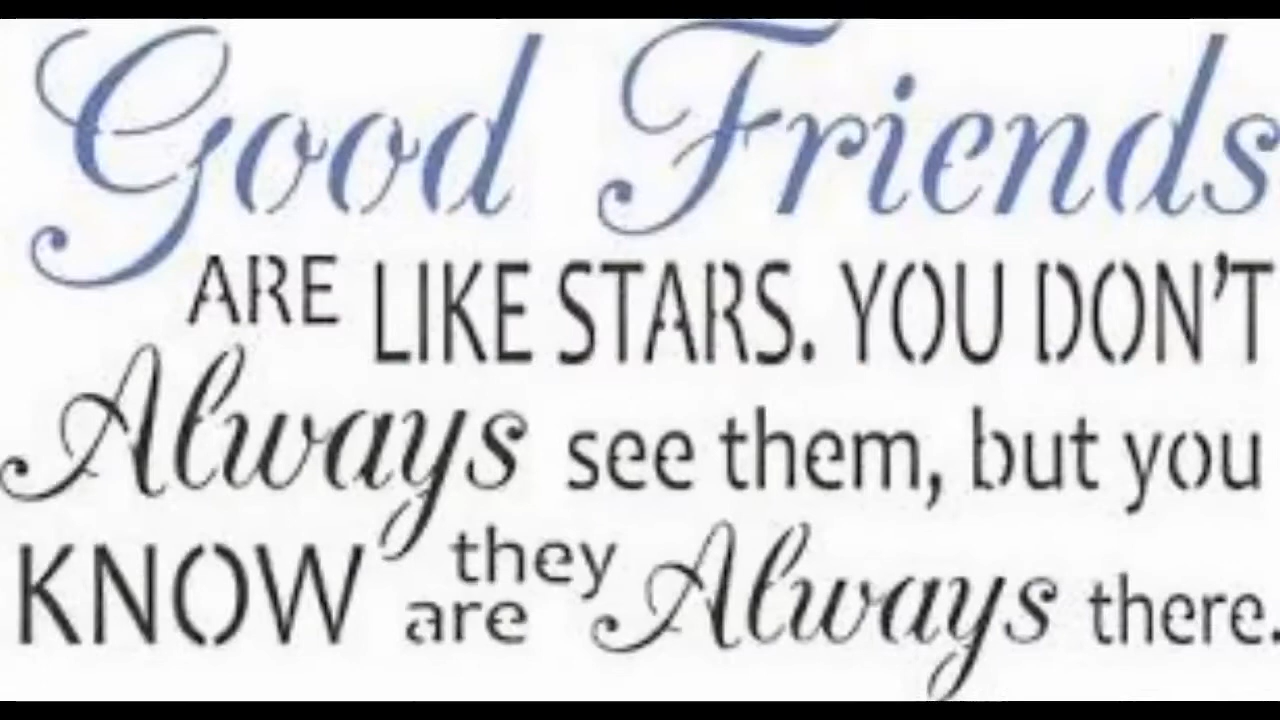 Good Friends
ARE LIKE STARS. YOU DON'T
Always see them, but you
KNOW they are Always there.